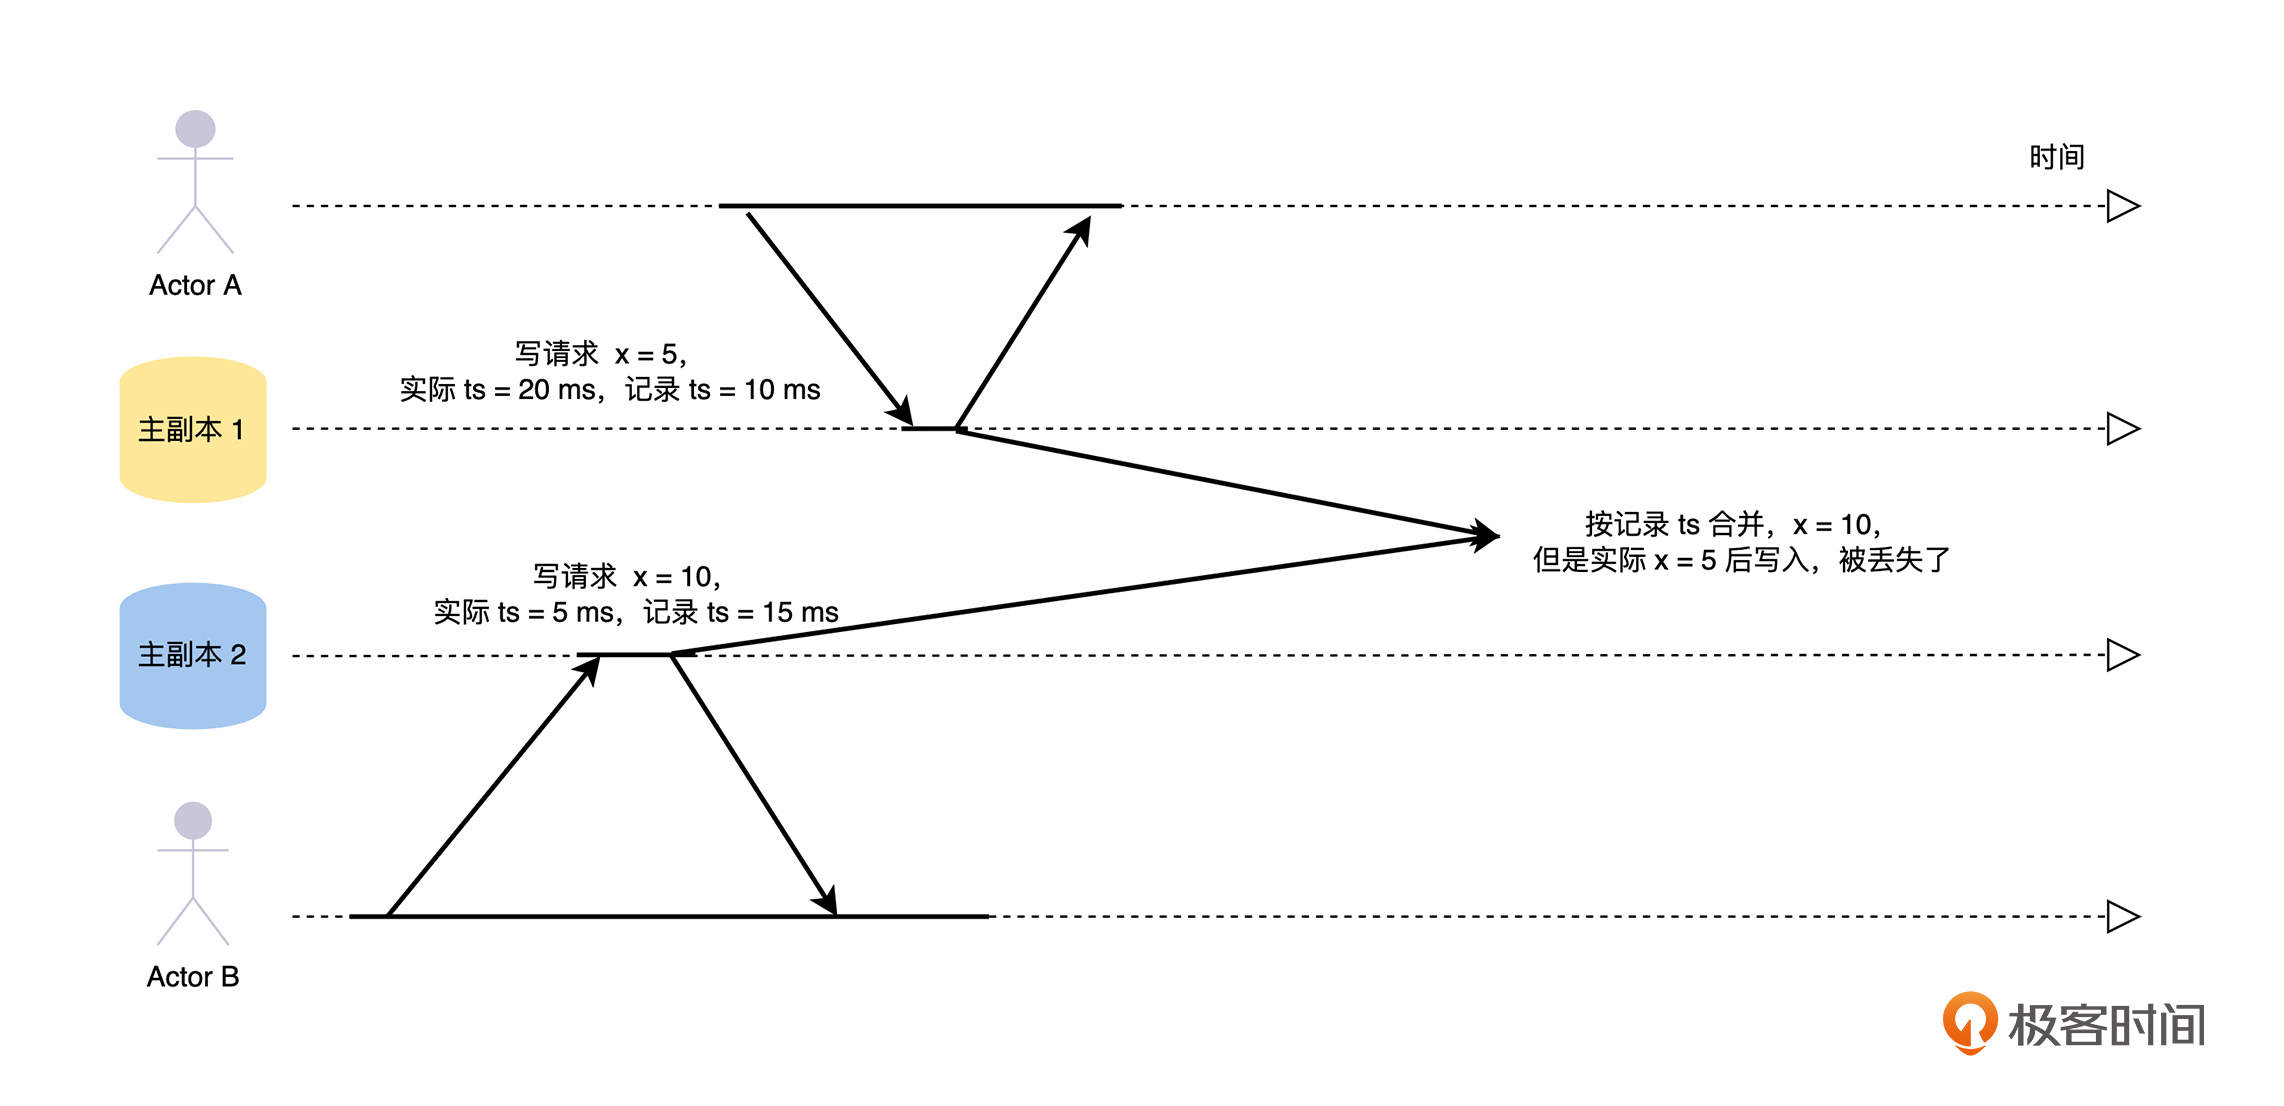 时间
Actor A
写请求 x = 5,
实际 ts = 20 ms，记录 ts = 10 ms
主副本 1
按记录 ts 合并，x = 10,
但是实际 x = 5 后写入，被丢失了
写请求 x = 10,
实际 ts = 5 ms，记录 ts = 15 ms
主副本 2
Actor B
极客时间